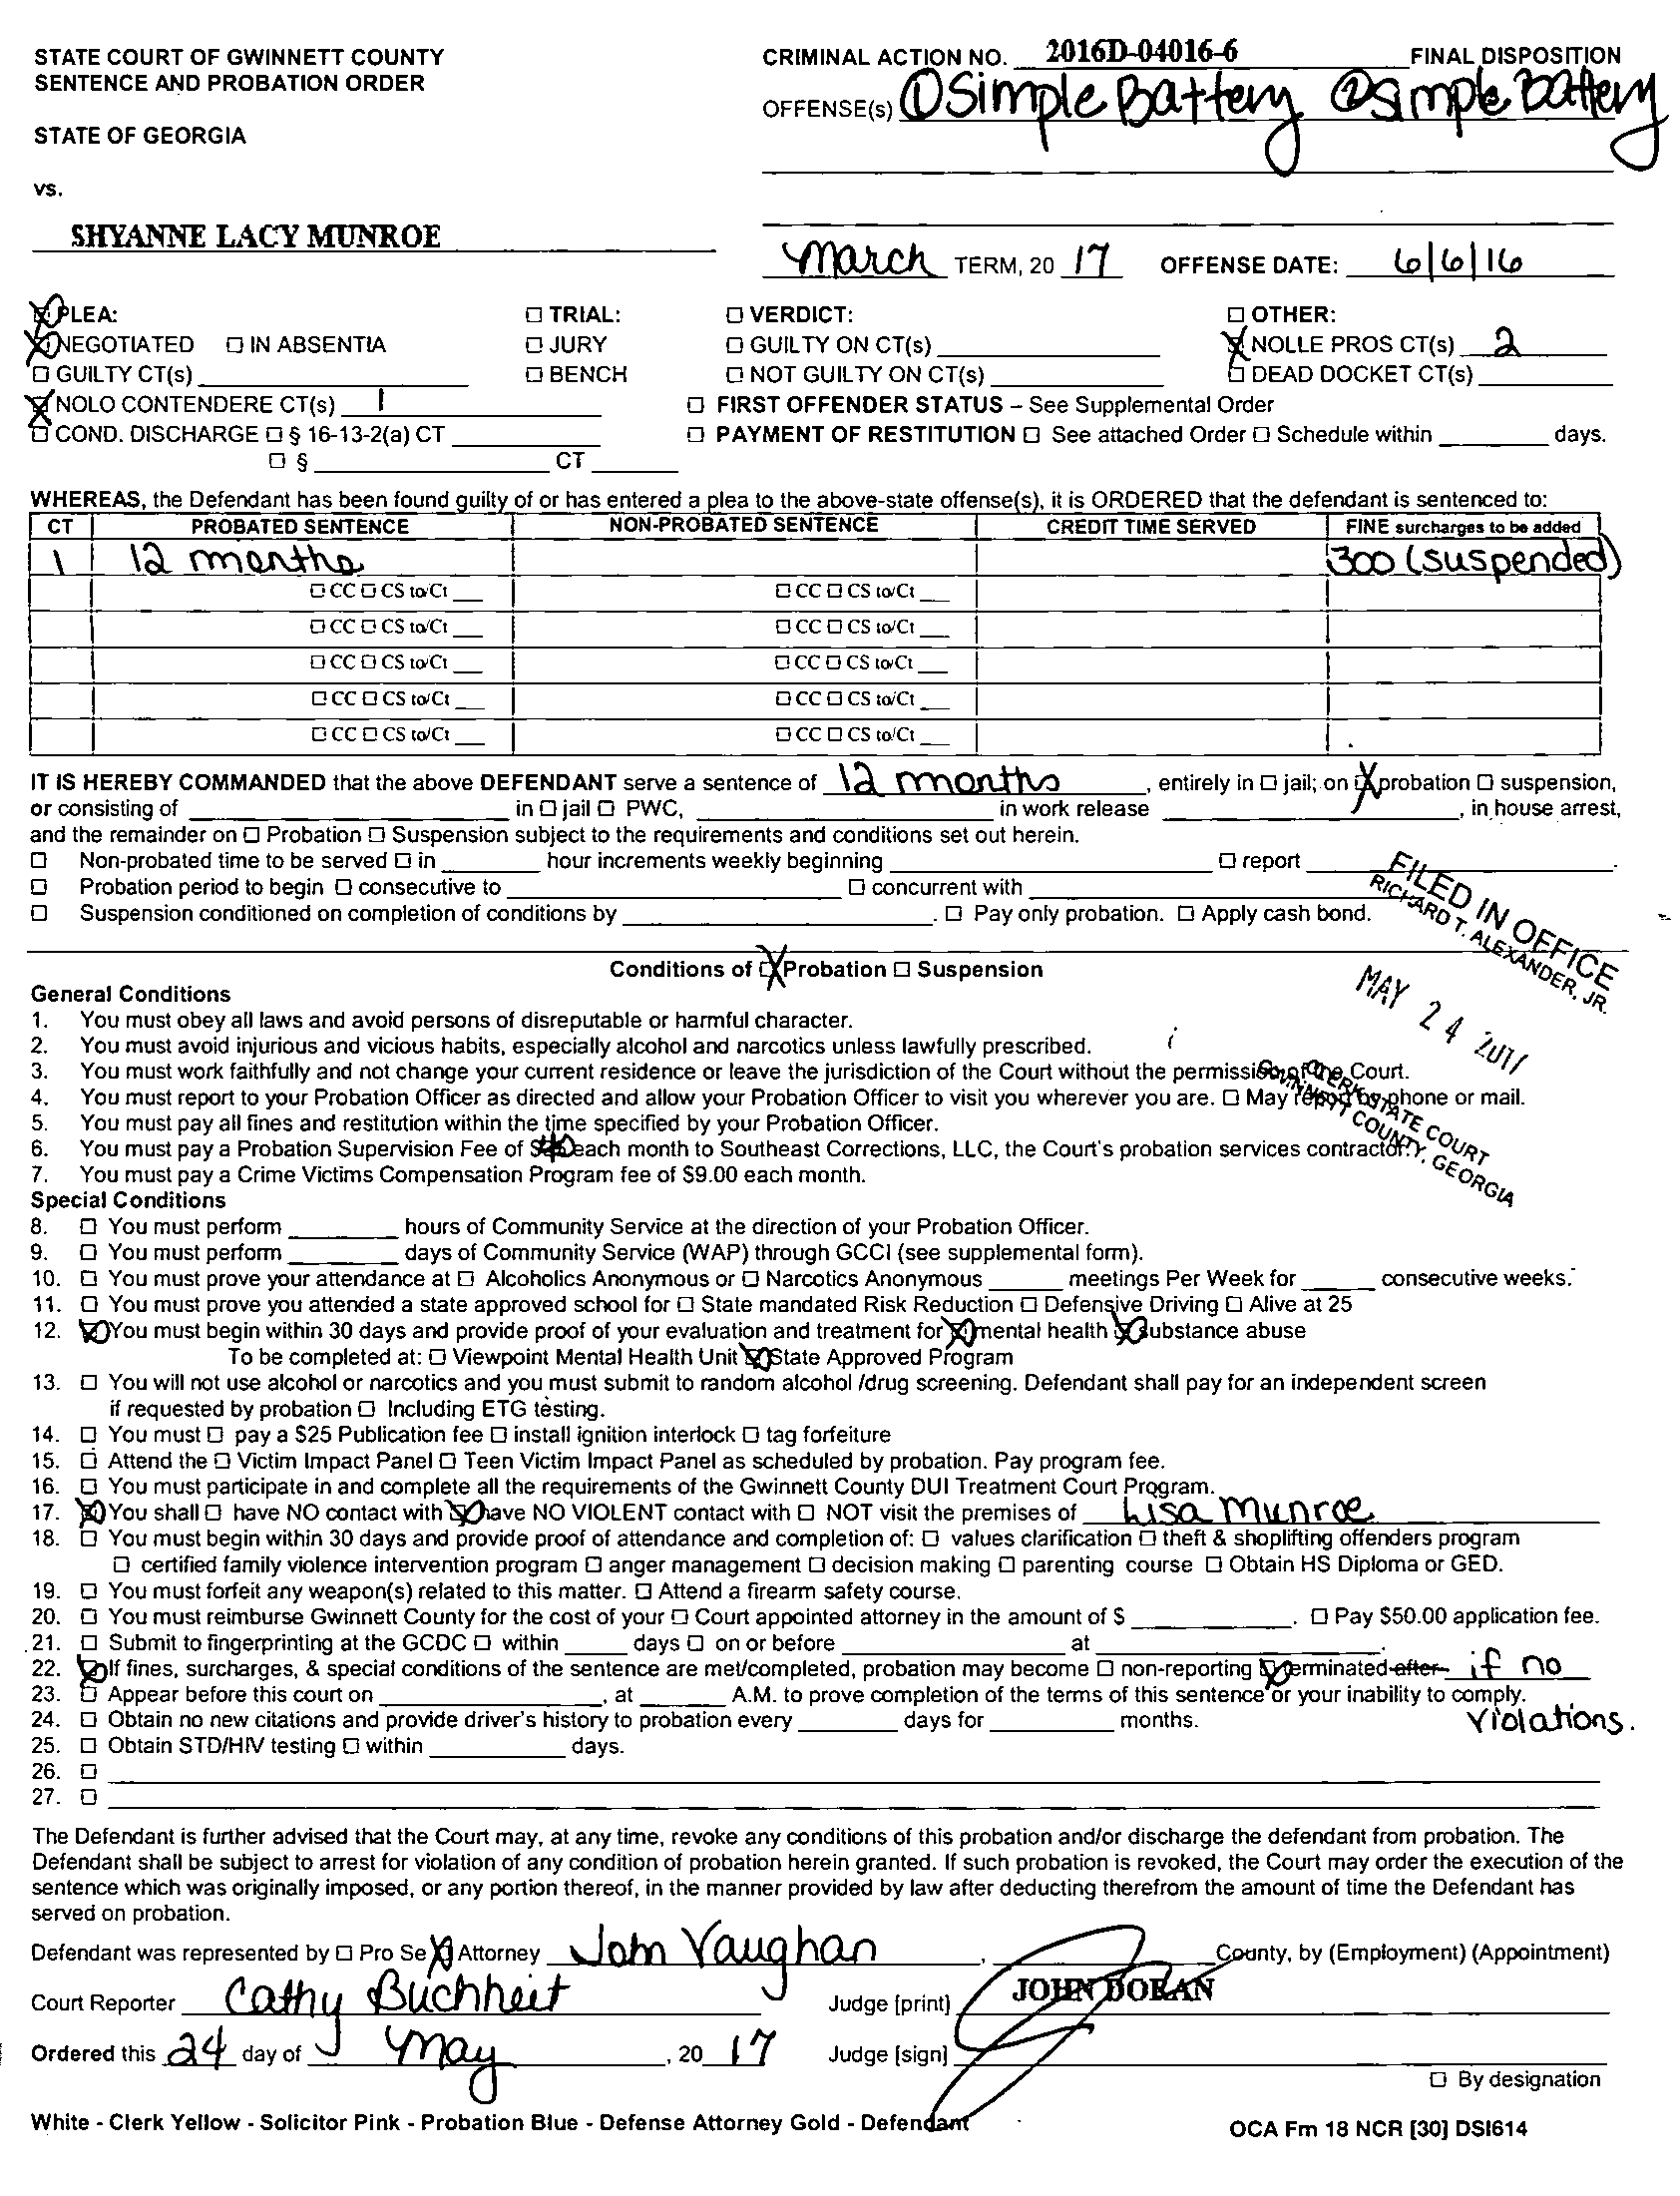 STATE COURT OF GWINNETT COUNTY
SENTENCE AND PROBATION ORDER
CRIMINAL ACTION NO. 2016D-04016-6 FINAL DISPOSITION
OFFENSE(s) ①Simple Battery ②Simple Battery
STATE OF GEORGIA
vs.
SHYANNE LACY MUNROE
March TERM, 20 17 OFFENSE DATE: 6/6/16
☒ PLEA: ☐ TRIAL: ☐ VERDICT: ☐ OTHER:
☒ NEGOTIATED ☐ IN ABSENTIA ☐ JURY ☐ GUILTY ON CT(s) ☒ NOLLE PROS CT(s) 2
☐ GUILTY CT(s) ☐ BENCH ☐ NOT GUILTY ON CT(s) ☐ DEAD DOCKET CT(s)
☒ NOLO CONTENDERE CT(s) 1 ☐ FIRST OFFENDER STATUS – See Supplemental Order
☐ COND. DISCHARGE ☐ § 16-13-2(a) CT ☐ PAYMENT OF RESTITUTION ☐ See attached Order ☐ Schedule within days.
☐ § CT
WHEREAS, the Defendant has been found guilty of or has entered a plea to the above-state offense(s), it is ORDERED that the defendant is sentenced to:
CT PROBATED SENTENCE NON-PROBATED SENTENCE CREDIT TIME SERVED FINE surcharges to be added
1 12 months 300 (suspended)
☐ CC ☐ CS to/Ct ☐ CC ☐ CS to/Ct
☐ CC ☐ CS to/Ct ☐ CC ☐ CS to/Ct
☐ CC ☐ CS to/Ct ☐ CC ☐ CS to/Ct
☐ CC ☐ CS to/Ct ☐ CC ☐ CS to/Ct
☐ CC ☐ CS to/Ct ☐ CC ☐ CS to/Ct
IT IS HEREBY COMMANDED that the above DEFENDANT serve a sentence of 12 months, entirely in ☐ jail; on ☒ probation ☐ suspension,
or consisting of in ☐ jail ☐ PWC, in work release , in house arrest,
and the remainder on ☐ Probation ☐ Suspension subject to the requirements and conditions set out herein.
☐ Non-probated time to be served ☐ in hour increments weekly beginning ☐ report .
☐ Probation period to begin ☐ consecutive to ☐ concurrent with
☐ Suspension conditioned on completion of conditions by . ☐ Pay only probation. ☐ Apply cash bond.
FILED IN OFFICE
RICHARD T. ALEXANDER, JR.
MAY 24 2017
CLERK STATE COURT
GWINNETT COUNTY, GEORGIA
Conditions of ☒ Probation ☐ Suspension
General Conditions
1. You must obey all laws and avoid persons of disreputable or harmful character.
2. You must avoid injurious and vicious habits, especially alcohol and narcotics unless lawfully prescribed.
3. You must work faithfully and not change your current residence or leave the jurisdiction of the Court without the permission of the Court.
4. You must report to your Probation Officer as directed and allow your Probation Officer to visit you wherever you are. ☐ May report by phone or mail.
5. You must pay all fines and restitution within the time specified by your Probation Officer.
6. You must pay a Probation Supervision Fee of each month to Southeast Corrections, LLC, the Court's probation services contractor.
7. You must pay a Crime Victims Compensation Program fee of $9.00 each month.
Special Conditions
8. ☐ You must perform hours of Community Service at the direction of your Probation Officer.
9. ☐ You must perform days of Community Service (WAP) through GCCI (see supplemental form).
10. ☐ You must prove your attendance at ☐ Alcoholics Anonymous or ☐ Narcotics Anonymous meetings Per Week for consecutive weeks.
11. ☐ You must prove you attended a state approved school for ☐ State mandated Risk Reduction ☐ Defensive Driving ☐ Alive at 25
12. ☒ You must begin within 30 days and provide proof of your evaluation and treatment for ☒ mental health ☒ substance abuse
To be completed at: ☐ Viewpoint Mental Health Unit ☒ State Approved Program
13. ☐ You will not use alcohol or narcotics and you must submit to random alcohol /drug screening. Defendant shall pay for an independent screen
if requested by probation ☐ Including ETG testing.
14. ☐ You must ☐ pay a $25 Publication fee ☐ install ignition interlock ☐ tag forfeiture
15. ☐ Attend the ☐ Victim Impact Panel ☐ Teen Victim Impact Panel as scheduled by probation. Pay program fee.
16. ☐ You must participate in and complete all the requirements of the Gwinnett County DUI Treatment Court Program.
17. ☒ You shall ☐ have NO contact with ☒ have NO VIOLENT contact with ☐ NOT visit the premises of Lisa Munroe
18. ☐ You must begin within 30 days and provide proof of attendance and completion of: ☐ values clarification ☐ theft & shoplifting offenders program
☐ certified family violence intervention program ☐ anger management ☐ decision making ☐ parenting course ☐ Obtain HS Diploma or GED.
19. ☐ You must forfeit any weapon(s) related to this matter. ☐ Attend a firearm safety course.
20. ☐ You must reimburse Gwinnett County for the cost of your ☐ Court appointed attorney in the amount of $ . ☐ Pay $50.00 application fee.
21. ☐ Submit to fingerprinting at the GCDC ☐ within days ☐ on or before at .
22. ☒ If fines, surcharges, & special conditions of the sentence are met/completed, probation may become ☐ non-reporting ☒ terminated after if no
23. ☐ Appear before this court on , at A.M. to prove completion of the terms of this sentence or your inability to comply.
violations.
24. ☐ Obtain no new citations and provide driver's history to probation every days for months.
25. ☐ Obtain STD/HIV testing ☐ within days.
26. ☐
27. ☐
The Defendant is further advised that the Court may, at any time, revoke any conditions of this probation and/or discharge the defendant from probation. The
Defendant shall be subject to arrest for violation of any condition of probation herein granted. If such probation is revoked, the Court may order the execution of the
sentence which was originally imposed, or any portion thereof, in the manner provided by law after deducting therefrom the amount of time the Defendant has
served on probation.
Defendant was represented by ☐ Pro Se ☒ Attorney John Vaughan, County, by (Employment) (Appointment)
Court Reporter Cathy Buchheit Judge [print] JOHN DORAN
Ordered this 24 day of May, 20 17 Judge [sign]
☐ By designation
White - Clerk Yellow - Solicitor Pink - Probation Blue - Defense Attorney Gold - Defendant
OCA Fm 18 NCR [30] DSI614